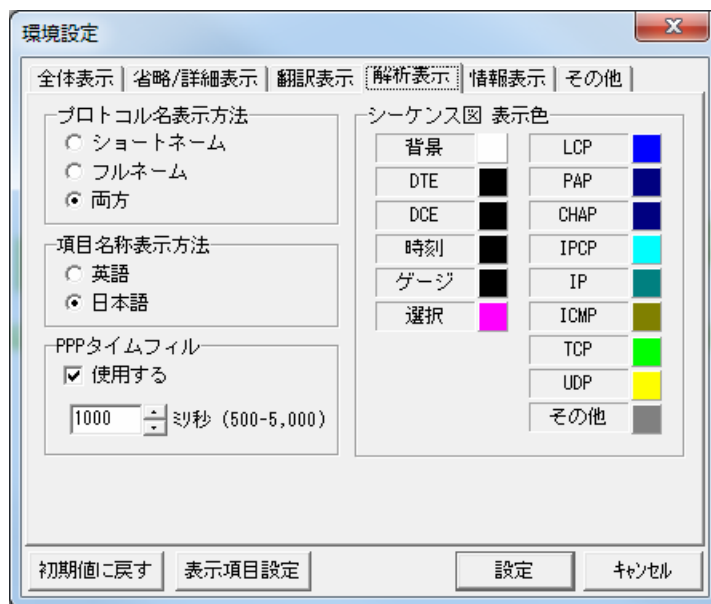 環境設定
全体表示
省略/詳細表示
翻訳表示
解析表示
情報表示
その他
プロトコル名表示方法
ショートネーム
フルネーム
両方
項目名称表示方法
英語
日本語
PPPタイムフィル
使用する
1000 ミリ秒 (500-5,000)
シーケンス図 表示色
背景
DTE
DCE
時刻
ゲージ
選択
LCP
PAP
CHAP
IPCP
IP
ICMP
TCP
UDP
その他
初期値に戻す
表示項目設定
設定
キャンセル